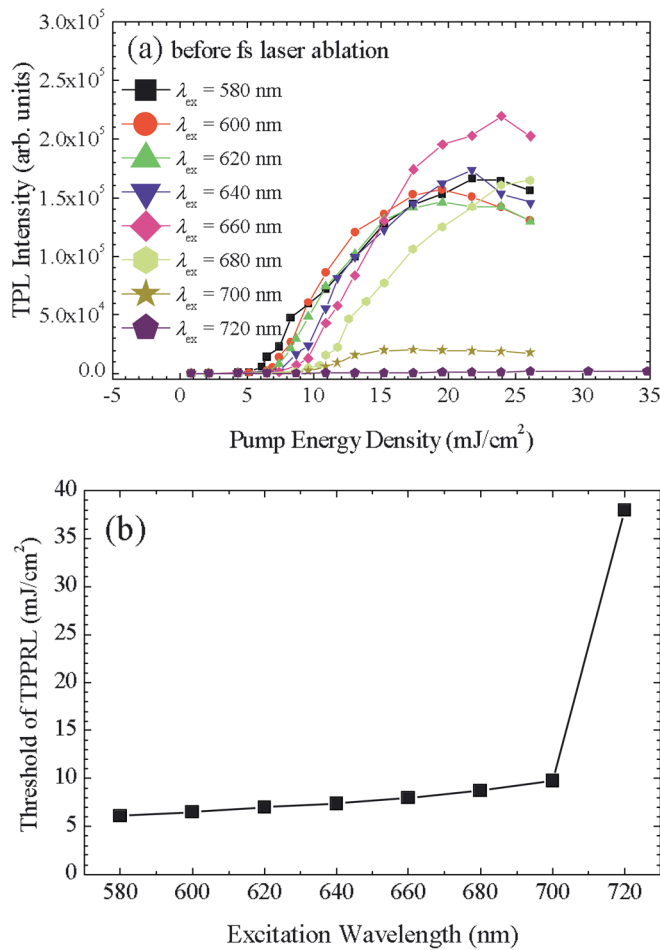 3.0x10⁵
(a) before fs laser ablation
2.5x10⁵
λex = 580 nm
λex = 600 nm
2.0x10⁵
λex = 620 nm
λex = 640 nm
1.5x10⁵
λex = 660 nm
1.0x10⁵
λex = 680 nm
5.0x10⁴
λex = 700 nm
λex = 720 nm
0.0
TPL Intensity (arb. units)
-5 0 5 10 15 20 25 30 35
Pump Energy Density (mJ/cm²)
40
(b)
35
30
25
20
15
10
5
0
Threshold of TPPRL (mJ/cm²)
580 600 620 640 660 680 700 720
Excitation Wavelength (nm)